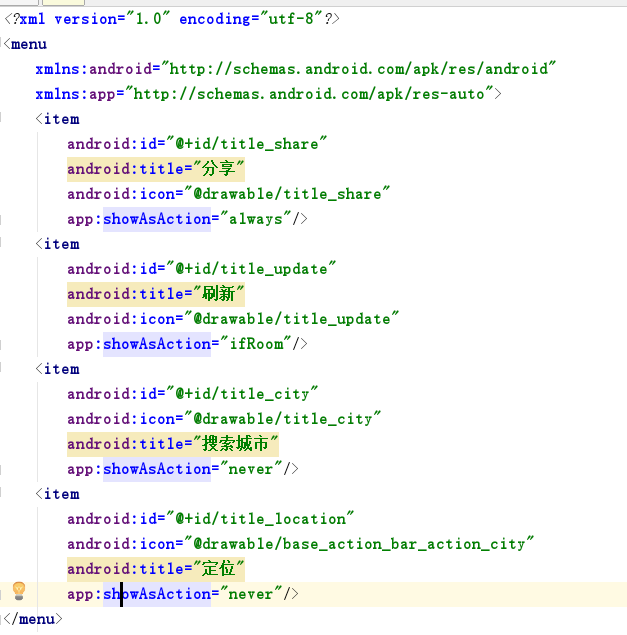 <?xml version="1.0" encoding="utf-8"?>
<menu
xmlns:android="http://schemas.android.com/apk/res/android"
xmlns:app="http://schemas.android.com/apk/res-auto">
<item
android:id="@+id/title_share"
android:title="分享"
android:icon="@drawable/title_share"
app:showAsAction="always"/>
<item
android:id="@+id/title_update"
android:title="刷新"
android:icon="@drawable/title_update"
app:showAsAction="ifRoom"/>
<item
android:id="@+id/title_city"
android:icon="@drawable/title_city"
android:title="搜索城市"
app:showAsAction="never"/>
<item
android:id="@+id/title_location"
android:icon="@drawable/base_action_bar_action_city"
android:title="定位"
app:showAsAction="never"/>
</menu>